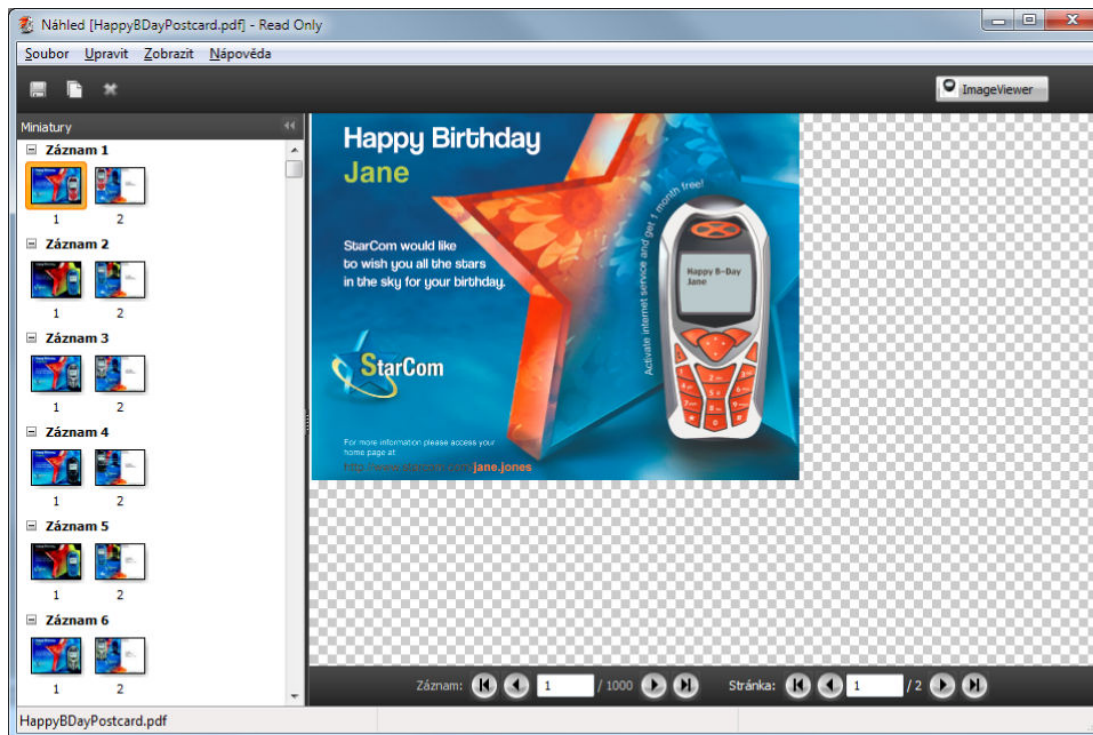 Náhled [HappyBDayPostcard.pdf] - Read Only
Soubor Upravit Zobrazit Nápověda
ImageViewer
Miniatury
Záznam 1
1 2
Záznam 2
1 2
Záznam 3
1 2
Záznam 4
1 2
Záznam 5
1 2
Záznam 6
1 2
Happy Birthday
Jane
StarCom would like
to wish you all the stars
in the sky for your birthday.
StarCom
For more information please access your
home page at
jane.jones
Activate internet service and get 1 month free!
Happy B-Day
Jane
Záznam: 1 / 1000 Stránka: 1 / 2
HappyBDayPostcard.pdf